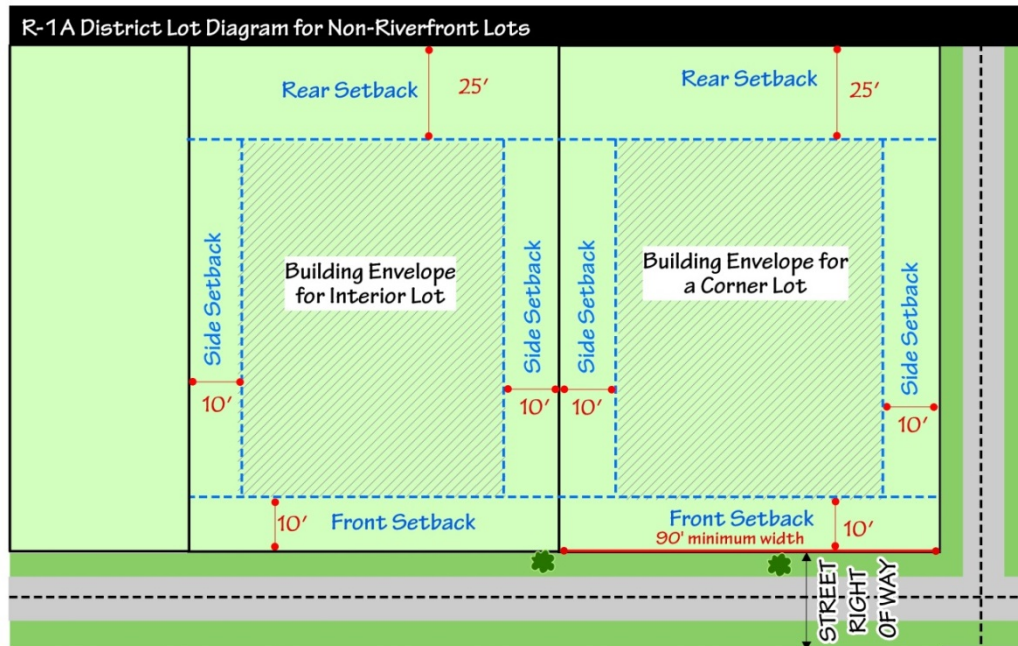 R-1A District Lot Diagram for Non-Riverfront Lots
Rear Setback
25'
Rear Setback
25'
Side Setback
Building Envelope
for Interior Lot
Side Setback
Side Setback
Building Envelope for
a Corner Lot
Side Setback
10'
10'
10'
10'
10'
Front Setback
Front Setback
10'
90' minimum width
STREET
RIGHT
OF WAY